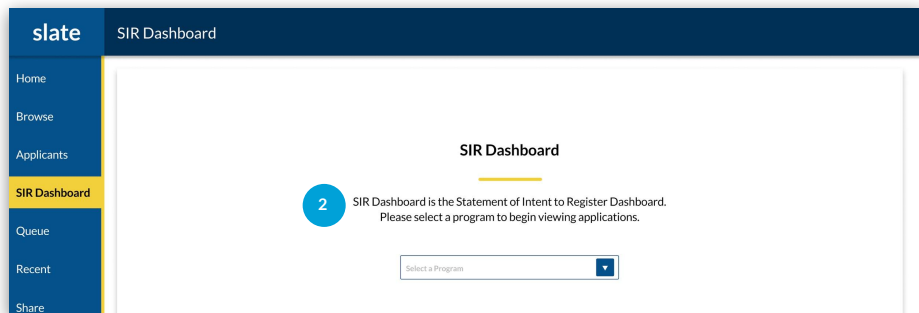 slate
SIR Dashboard
Home
Browse
Applicants
SIR Dashboard
Queue
Recent
Share
SIR Dashboard
2
SIR Dashboard is the Statement of Intent to Register Dashboard.
Please select a program to begin viewing applications.
Select a Program